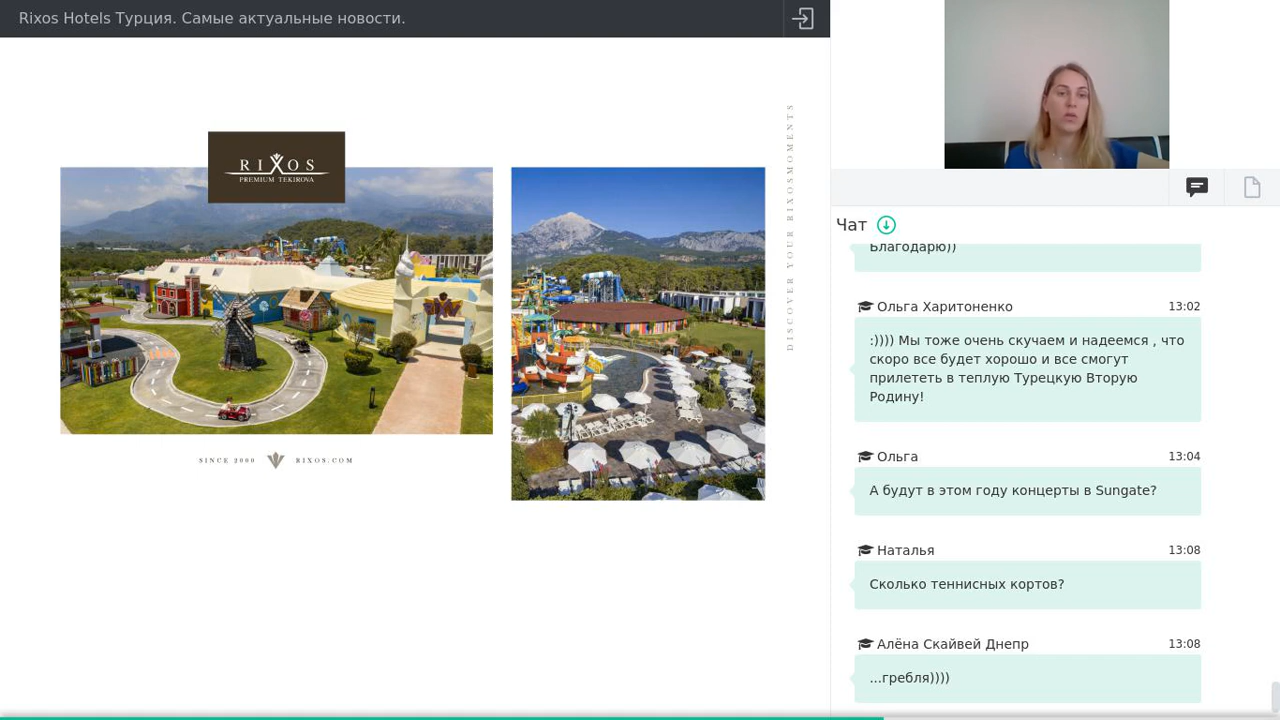 Rixos Hotels Турция. Самые актуальные новости.
RIXOS
PREMIUM TEKIROVA
DISCOVER YOUR RIXOSMOMENTS
SINCE 2000 RIXOS.COM
Чат
Благодарю))
Ольга Харитоненко 13:02
:)))) Мы тоже очень скучаем и надеемся , что
скоро все будет хорошо и все смогут
прилететь в теплую Турецкую Вторую
Родину!
Ольга 13:04
А будут в этом году концерты в Sungate?
Наталья 13:08
Сколько теннисных кортов?
Алёна Скайвей Днепр 13:08
...гребля))))